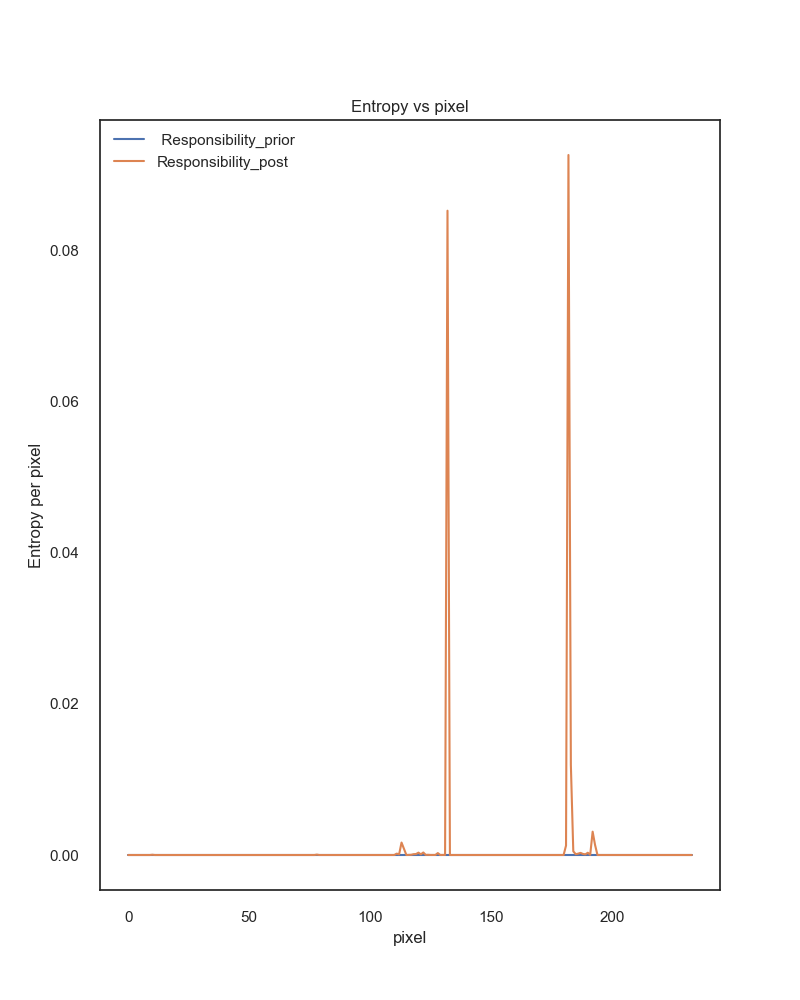 Entropy vs pixel
Responsibility_prior
Responsibility_post
0.08
0.06
0.04
0.02
0.00
Entropy per pixel
0 50 100 150 200
pixel